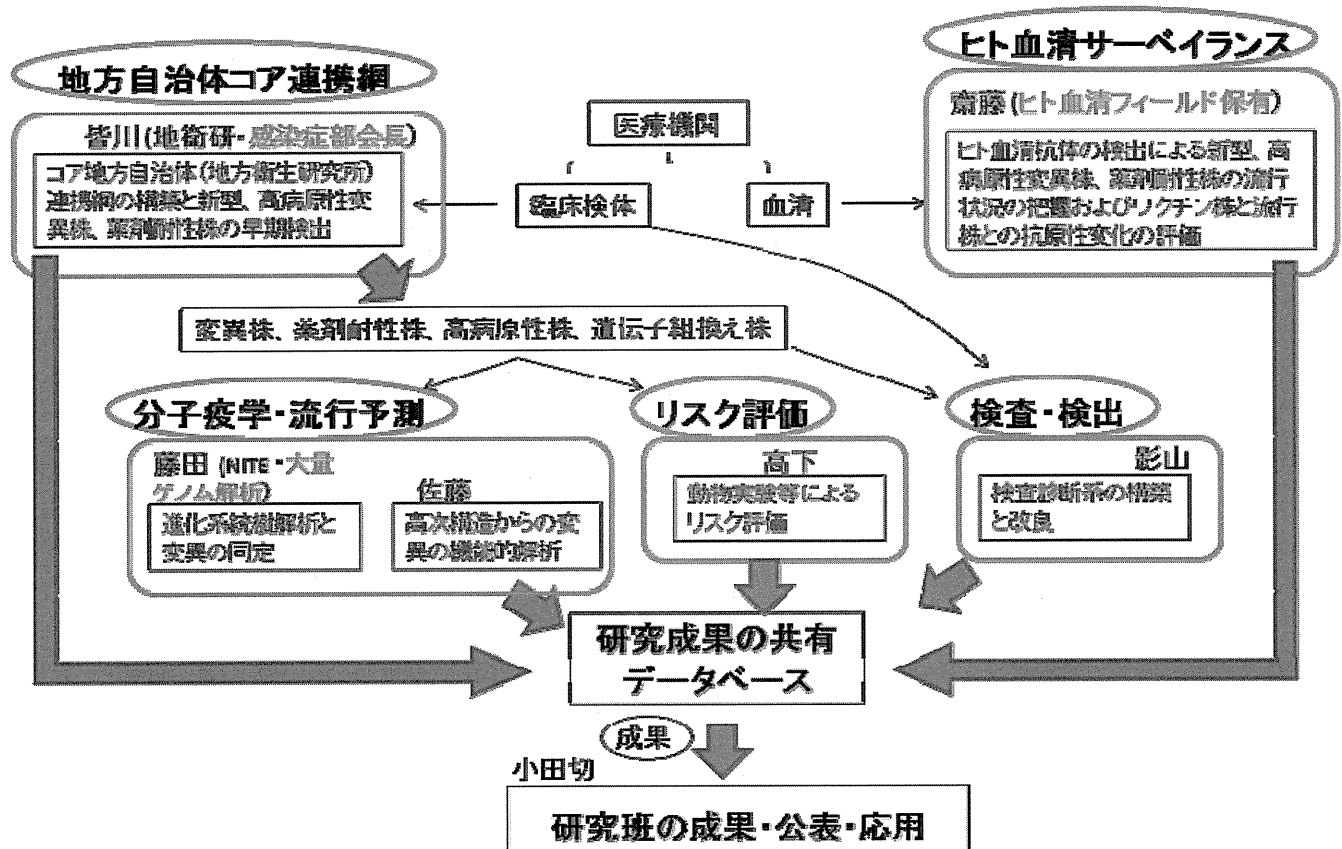 地方自治体コア連携網
皆川(地衛研・感染症部会長)
コア地方自治体(地方衛生研究所)
連携網の構築と新型、高病原性変
異株、薬剤耐性株の早期検出
医療機関
臨床検体
血清
ヒト血清サーベイランス
齋藤(ヒト血清フィールド保有)
ヒト血清抗体の検出による新型、高
病原性変異株、薬剤耐性株の流行
状況の把握およびワクチン株と流行
株との抗原性変化の評価
変異株、薬剤耐性株、高病原性株、遺伝子組換え株
分子疫学・流行予測
藤田(NITE・大量
ゲノム解析)
進化系統樹解析と
変異の同定
佐藤
高次構造からの変
異の機能的解析
リスク評価
高下
動物実験等による
リスク評価
検査・検出
影山
検査診断系の構築
と改良
研究成果の共有
データベース
成果
小田切
研究班の成果・公表・応用